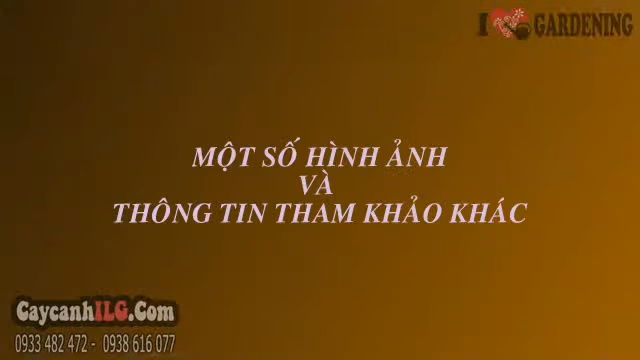 I GARDENING
MỘT SỐ HÌNH ẢNH
VÀ
THÔNG TIN THAM KHẢO KHÁC
CaycanhILG.Com
0933 482 472 - 0938 616 077